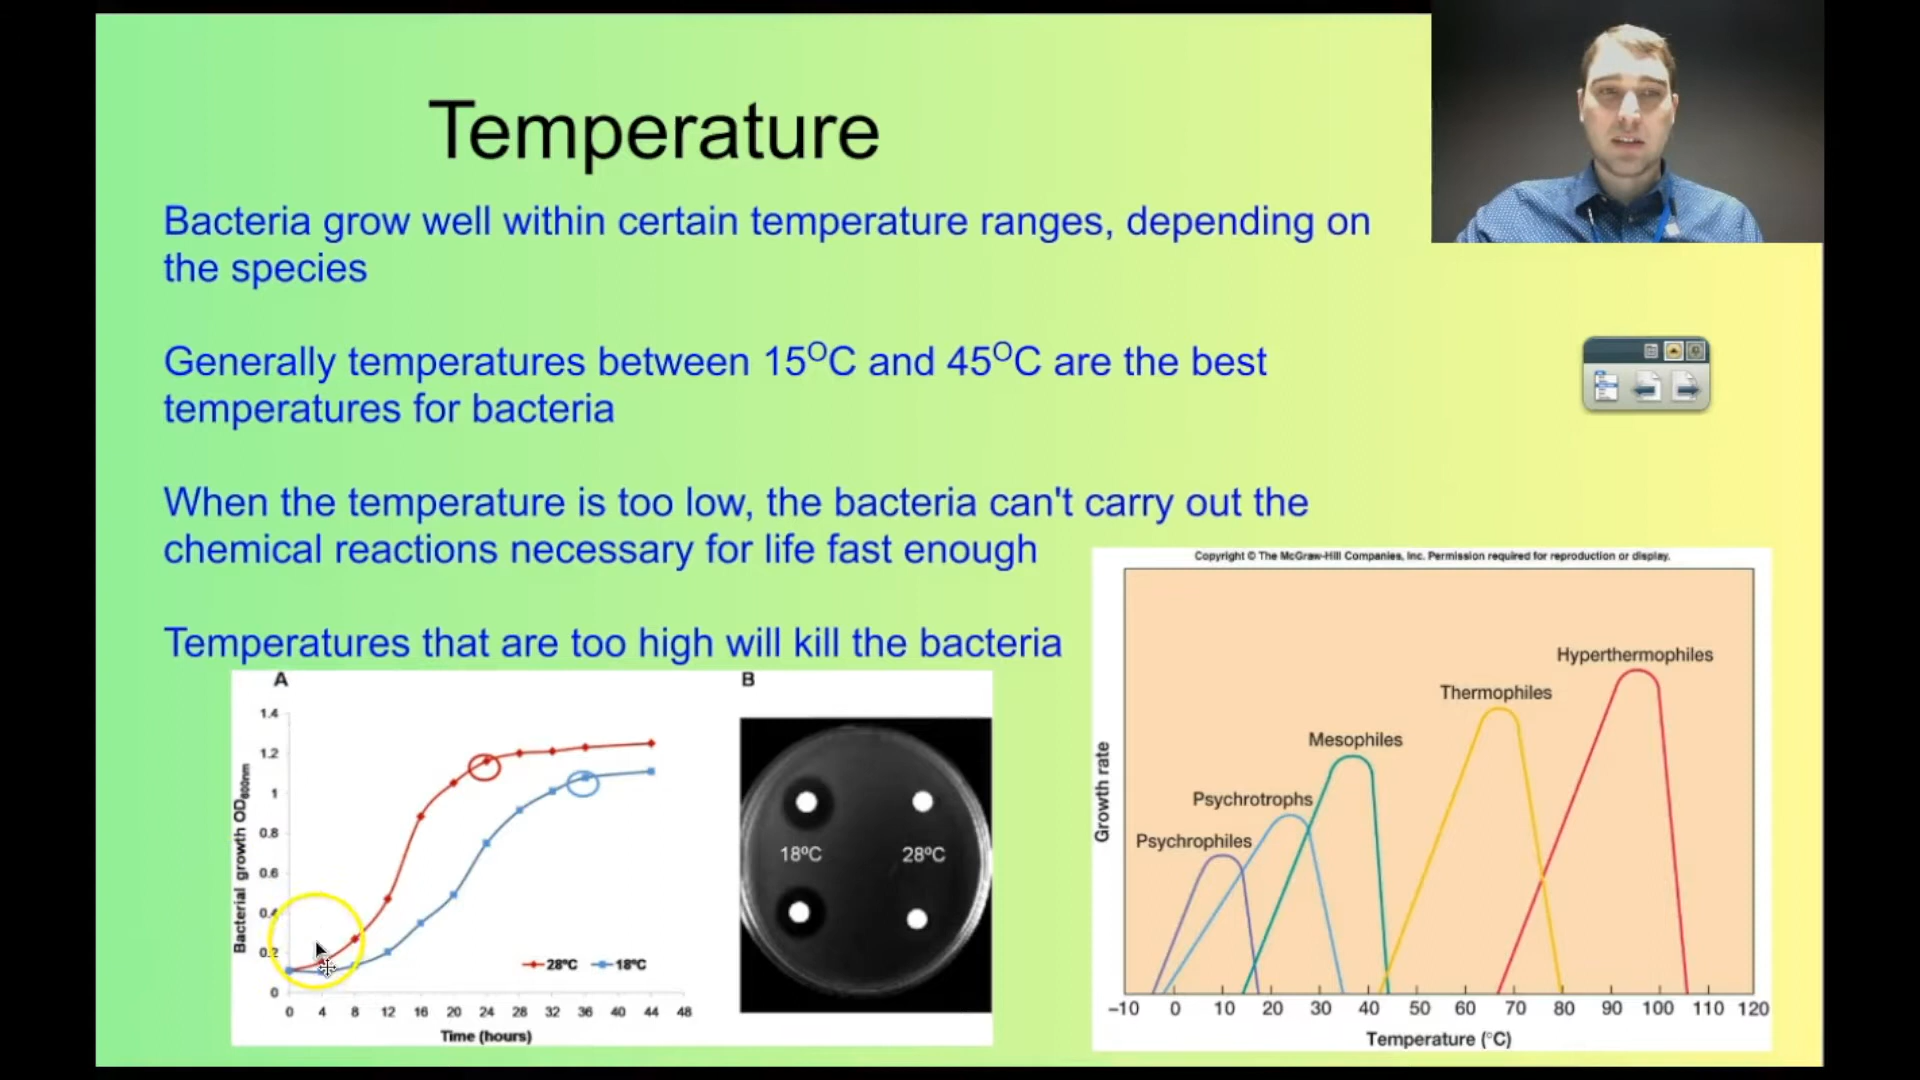 Temperature
Bacteria grow well within certain temperature ranges, depending on
the species
Generally temperatures between 15OC and 45OC are the best
temperatures for bacteria
When the temperature is too low, the bacteria can't carry out the
chemical reactions necessary for life fast enough
Temperatures that are too high will kill the bacteria
A
1.4
1.2
1
0.8
0.6
0.4
0.2
0
Bacterial growth OD600nm
28ºC 18ºC
0 4 8 12 16 20 24 28 32 36 40 44 48
Time (hours)
B
18ºC 28ºC
Copyright © The McGraw-Hill Companies, Inc. Permission required for reproduction or display.
Hyperthermophiles
Thermophiles
Mesophiles
Psychrotrophs
Psychrophiles
Growth rate
–10 0 10 20 30 40 50 60 70 80 90 100 110 120
Temperature (°C)